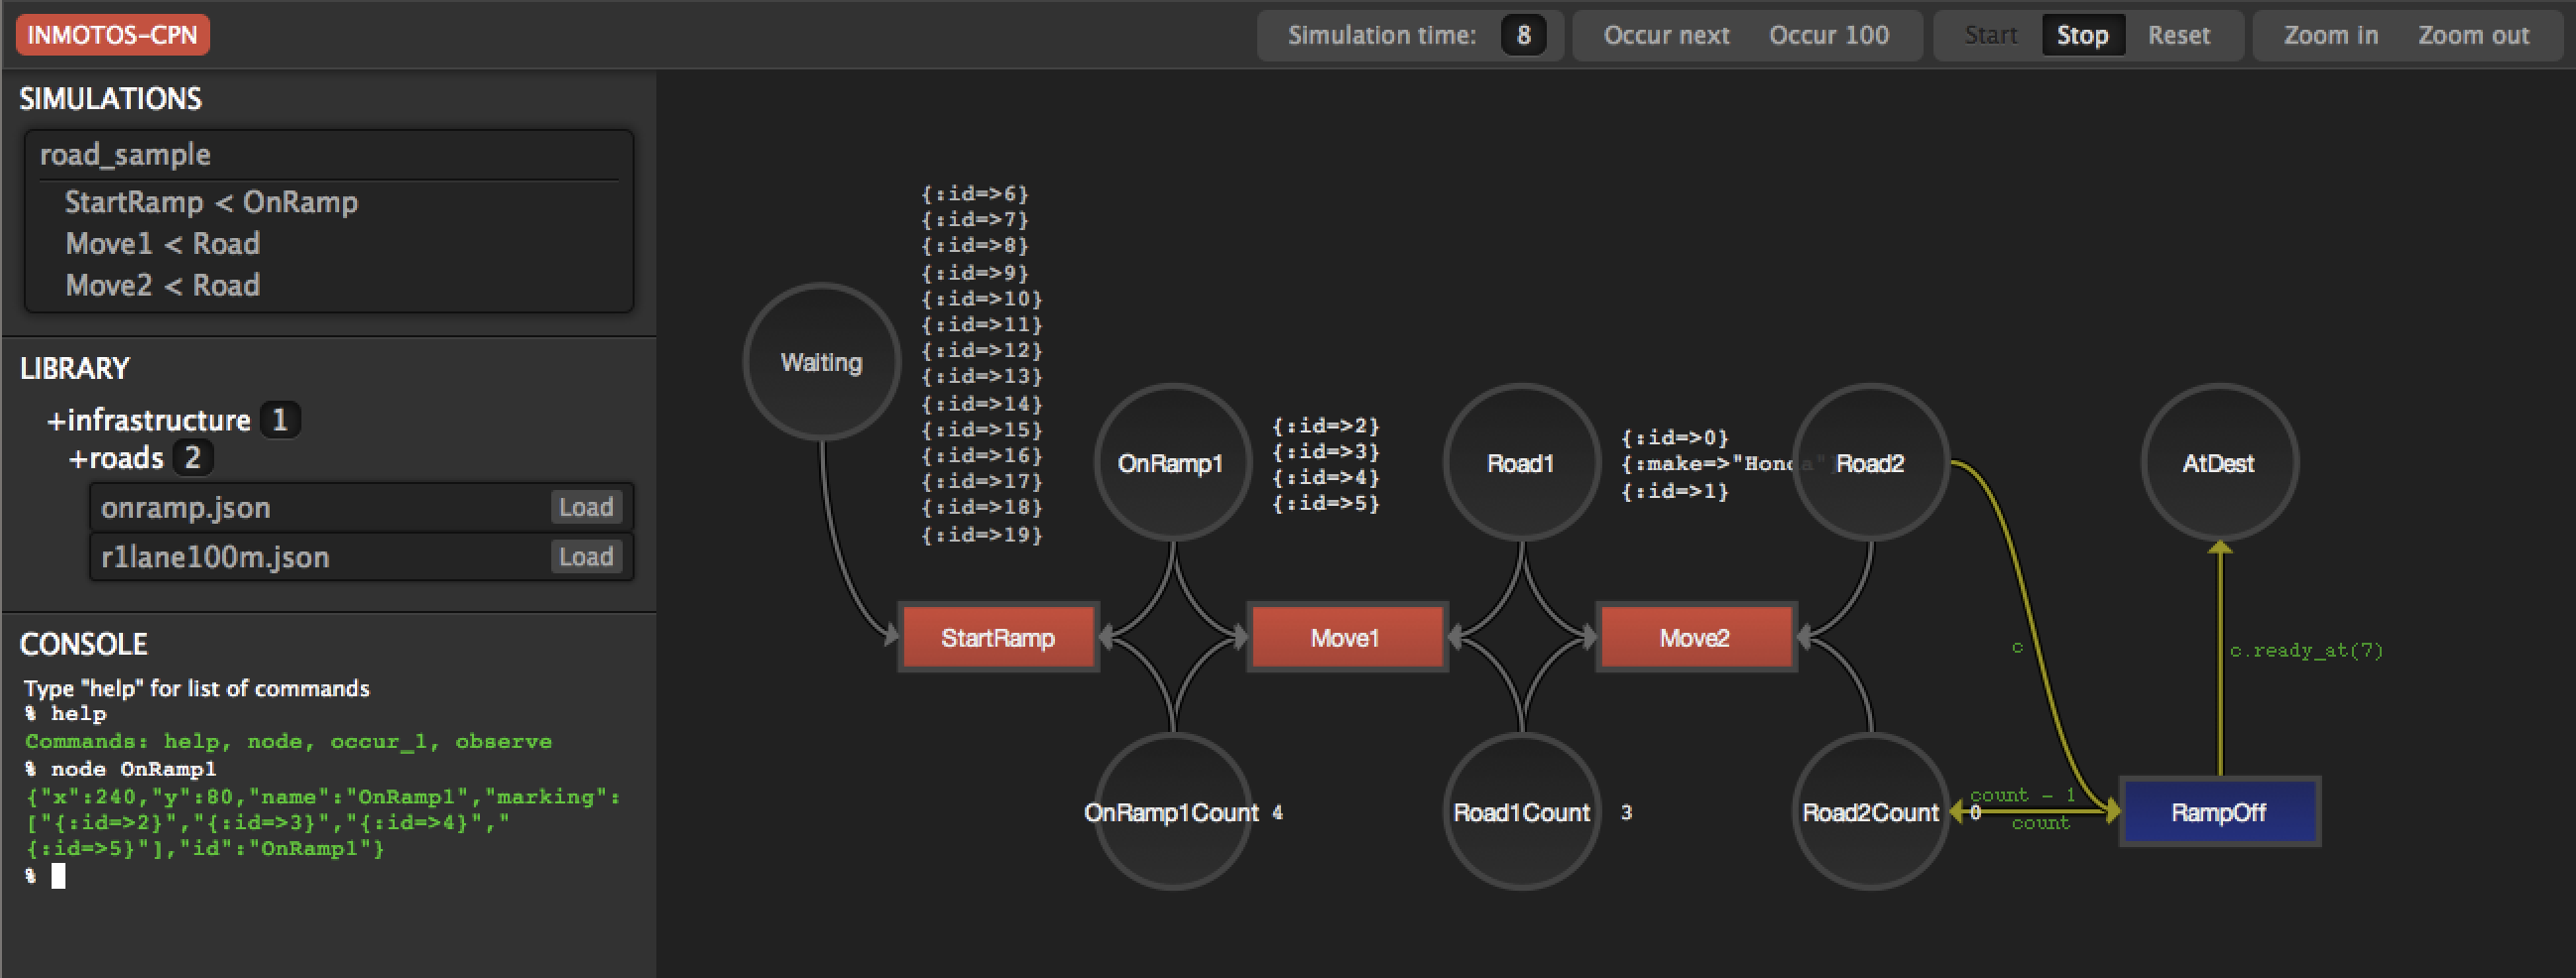 INMOTOS-CPN
Simulation time: 8
Occur next Occur 100
Start Stop Reset
Zoom in Zoom out
SIMULATIONS
road_sample
StartRamp < OnRamp
Move1 < Road
Move2 < Road
LIBRARY
+infrastructure 1
+roads 2
onramp.json Load
r1lane100m.json Load
CONSOLE
Type "help" for list of commands
% help
Commands: help, node, occur_1, observe
% node OnRamp1
{"x":240,"y":80,"name":"OnRamp1","marking":
["{:id=>2}","{:id=>3}","{:id=>4}","
{:id=>5}"],"id":"OnRamp1"}
%
Waiting
{:id=>6}
{:id=>7}
{:id=>8}
{:id=>9}
{:id=>10}
{:id=>11}
{:id=>12}
{:id=>13}
{:id=>14}
{:id=>15}
{:id=>16}
{:id=>17}
{:id=>18}
{:id=>19}
OnRamp1
{:id=>2}
{:id=>3}
{:id=>4}
{:id=>5}
Road1
{:id=>0}
{:make=>"Honda"}
{:id=>1}
Road2
AtDest
StartRamp
Move1
Move2
c
c.ready_at(7)
OnRamp1Count 4
Road1Count 3
Road2Count 0
count - 1
count
RampOff